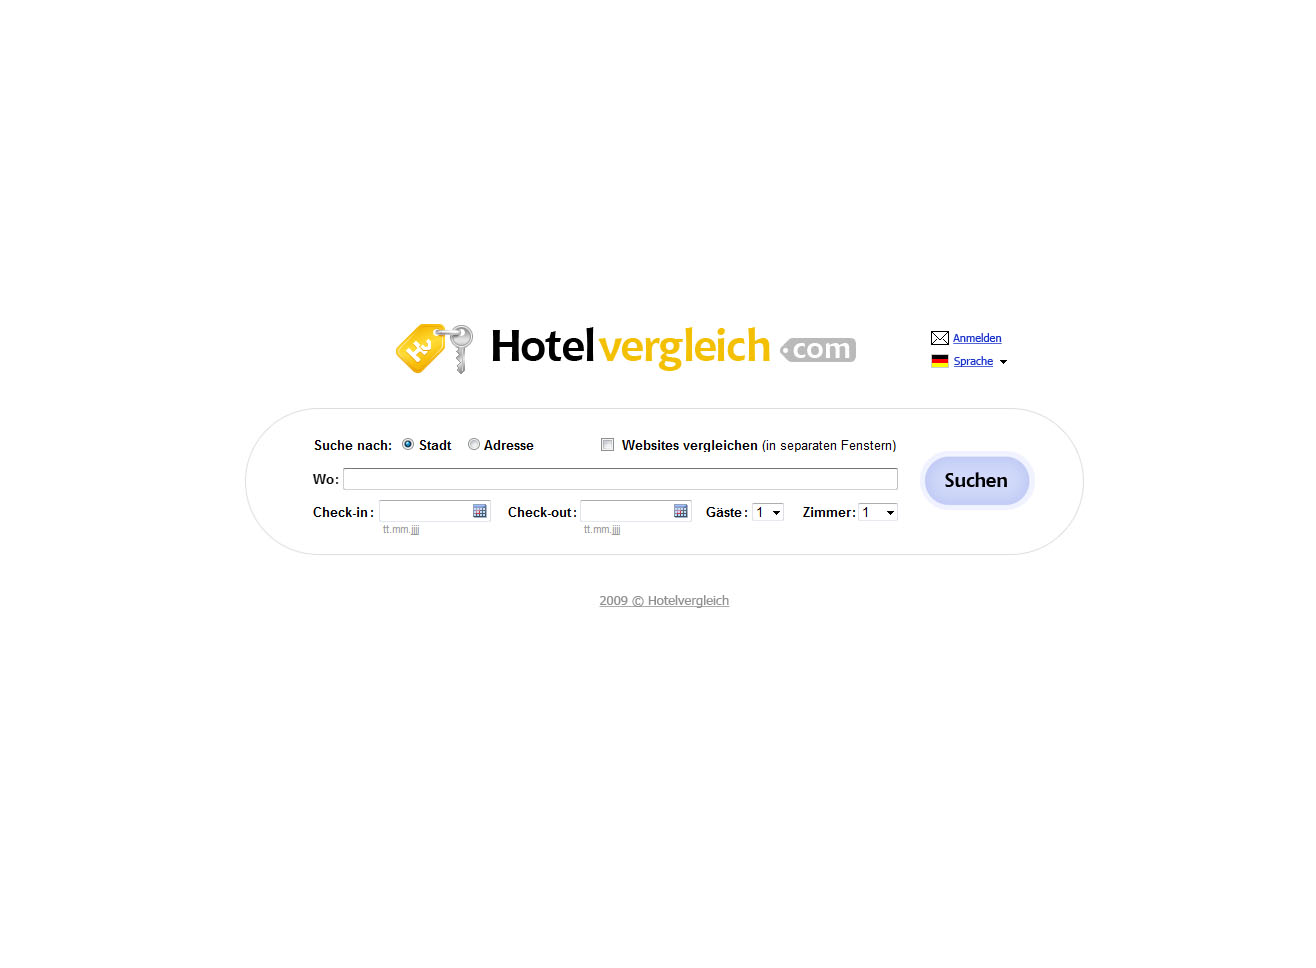 Hv Hotelvergleich com
Anmelden
Sprache
Suche nach: Stadt Adresse Websites vergleichen (in separaten Fenstern)
Wo:
Suchen
Check-in: Check-out: Gäste: 1 Zimmer: 1
tt.mm.jjjj tt.mm.jjjj
2009 © Hotelvergleich